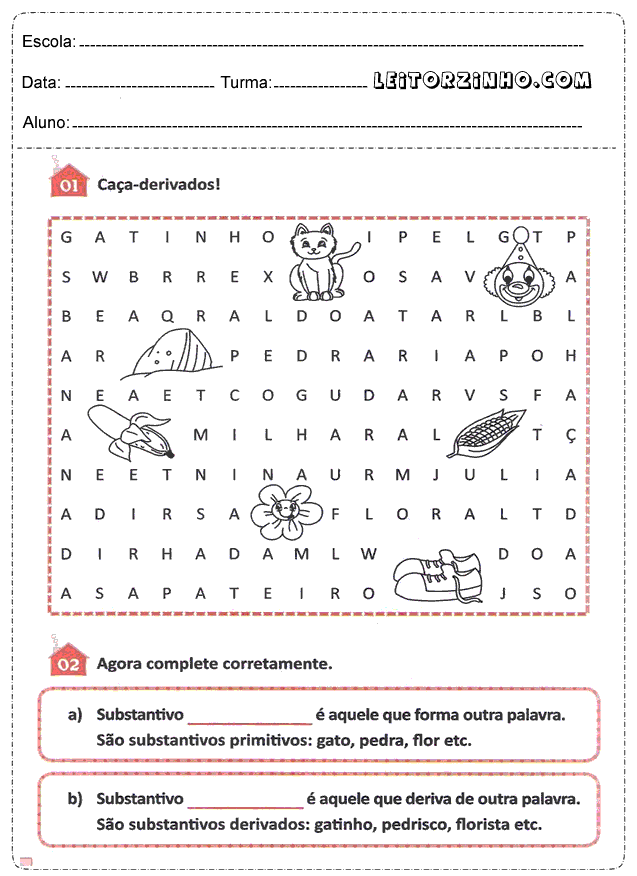 Escola:
Data: Turma: LEITORZINHO.COM
Aluno:
01 Caça-derivados!
G A T I N H O I P E L G T P
S W B R R E X O S A V A
B E A Q R A L D O A T A R L B L
A R P E D R A R I A P O H
N E A E T C O G U D A R V S F A
A M I L H A R A L T Ç
N E E T N I N A U R M J U L I A
A D I R S A F L O R A L T D
D I R H A D A M L W D O A
A S A P A T E I R O J S O
02 Agora complete corretamente.
a) Substantivo ______________ é aquele que forma outra palavra.
São substantivos primitivos: gato, pedra, flor etc.
b) Substantivo _____________ é aquele que deriva de outra palavra.
São substantivos derivados: gatinho, pedrisco, florista etc.